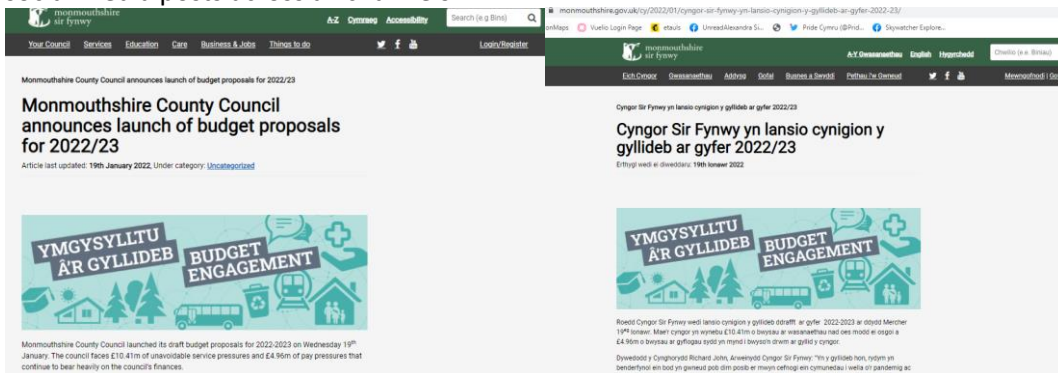 monmouthshire
sir fynwy
A-Z Cymraeg Accessibility
Search (e.g Bins)
Your Council Services Education Care Business & Jobs Things to do
Login/Register
Monmouthshire County Council announces launch of budget proposals for 2022/23
Monmouthshire County Council
announces launch of budget proposals
for 2022/23
Article last updated: 19th January 2022, Under category: Uncategorized
YMGYSYLLTU
Â'R GYLLIDEB
BUDGET
ENGAGEMENT
Monmouthshire County Council launched its draft budget proposals for 2022-2023 on Wednesday 19th
January. The council faces £10.41m of unavoidable service pressures and £4.96m of pay pressures that
continue to bear heavily on the council's finances.
monmouthshire.gov.uk/cy/2022/01/cyngor-sir-fynwy-yn-lansio-cynigion-y-gyllideb-ar-gyfer-2022-23/
onMaps Vuelio Login Page etauls UnreadAlexandra Si... Pride Cymru (@Prid... Skywatcher Explore...
monmouthshire
sir fynwy
A-Y Gwasanaethau English Hygyrchedd
Chwilio (e.e. Biniau)
Eich Cyngor Gwasanaethau Addysg Gofal Busnes a Swyddi Pethau i'w Gwneud
Mewngofnodi
Cyngor Sir Fynwy yn lansio cynigion y gyllideb ar gyfer 2022/23
Cyngor Sir Fynwy yn lansio cynigion y
gyllideb ar gyfer 2022/23
Erthygl wedi ei diweddaru: 19th Ionawr 2022
YMGYSYLLTU
Â'R GYLLIDEB
BUDGET
ENGAGEMENT
Roedd Cyngor Sir Fynwy wedi lansio cynigion y gyllideb ddrafft ar gyfer 2022-2023 ar ddydd Mercher
19eg Ionawr. Mae'r cyngor yn wynebu £10.41m o bwysau ar wasanaethau nad oes modd ei osgoi a
£4.96m o bwysau ar gyflogau sydd yn mynd i bwyso'n drwm ar gyllid y cyngor.
Dywedodd y Cynghorydd Richard John, Arweinydd Cyngor Sir Fynwy: "Yn y gyllideb hon, rydym yn
benderfynol ein bod yn gwneud pob dim posib er mwyn cefnogi ein cymunedau i wella o'r pandemig ac